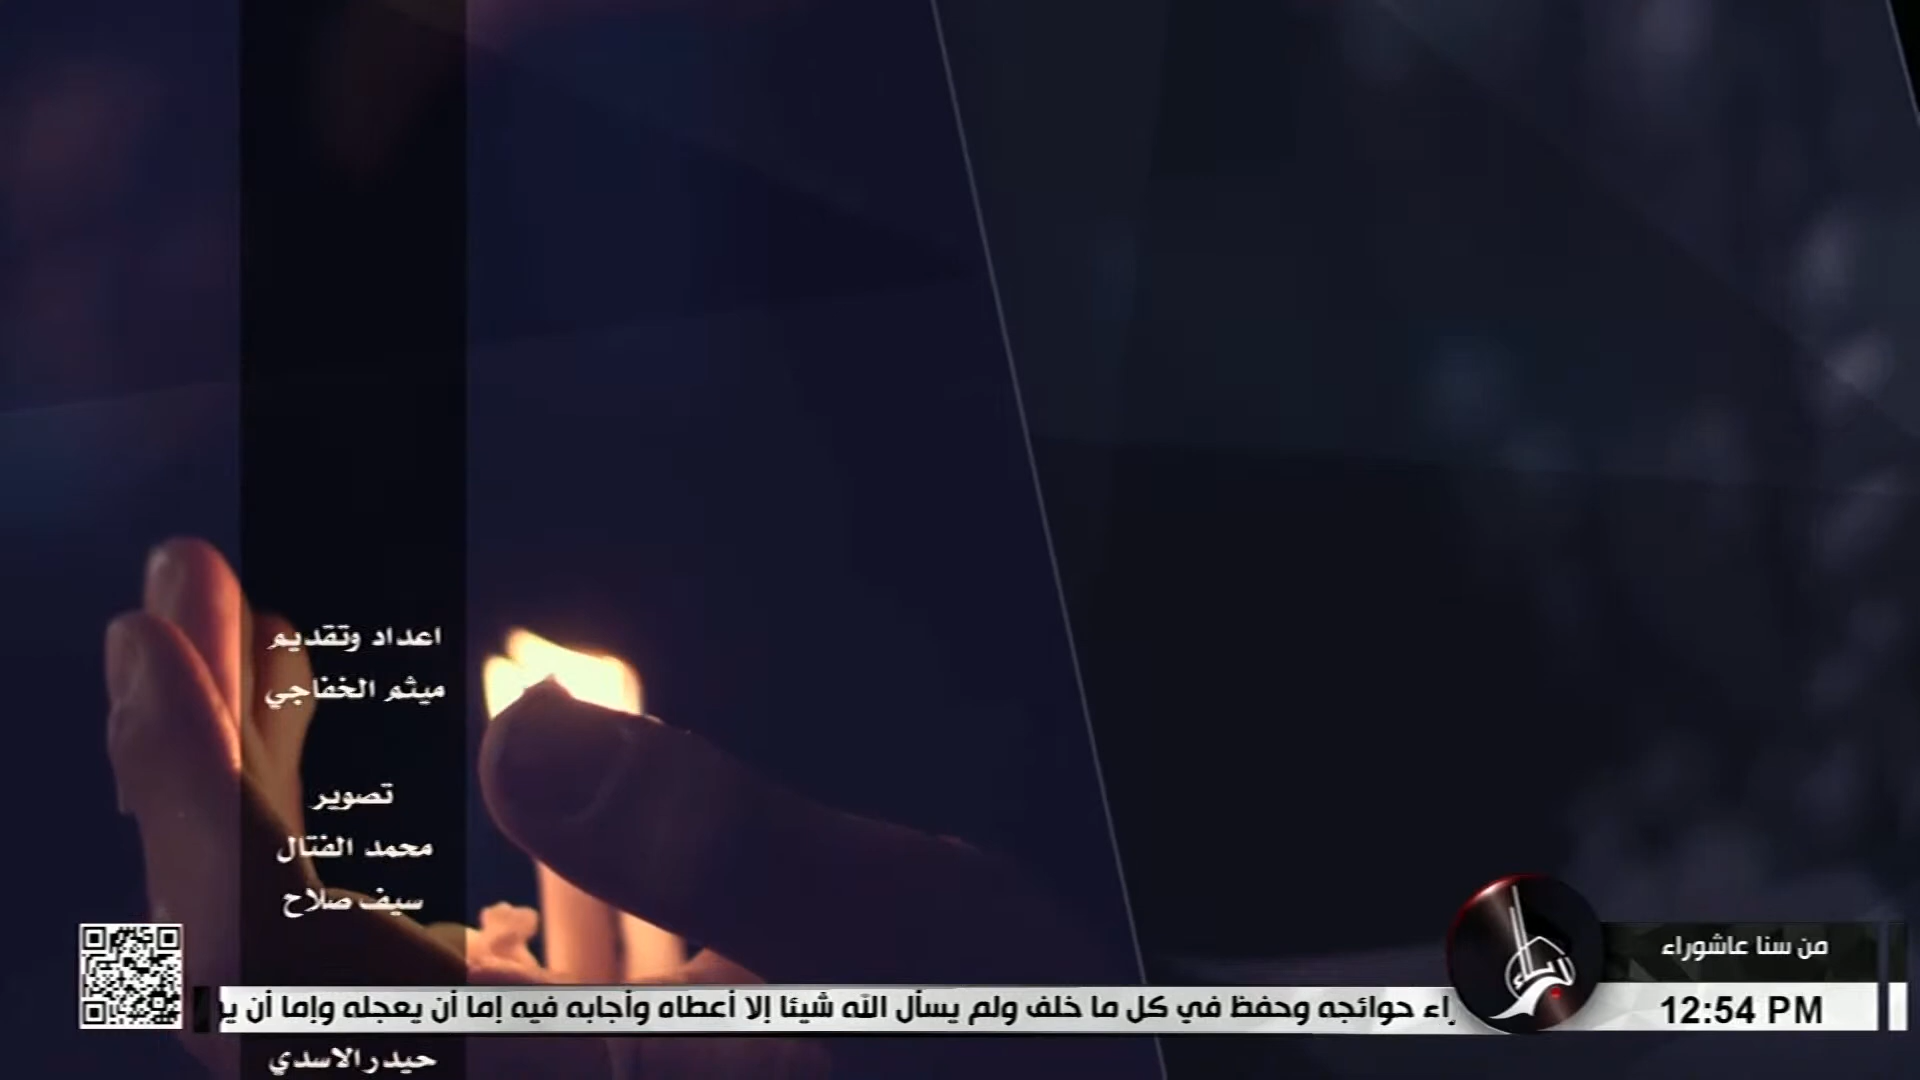 اعداد وتقديم
ميثم الخفاجي
تصوير
محمد الفتال
سيف صلاح
من سنا عاشوراء
حوائجه وحفظ في كل ما خلف ولم يسأل الله شيئا إلا أعطاه وأجابه فيه إما أن يعجله وإما أن
12:54 PM
حيدر الاسدي